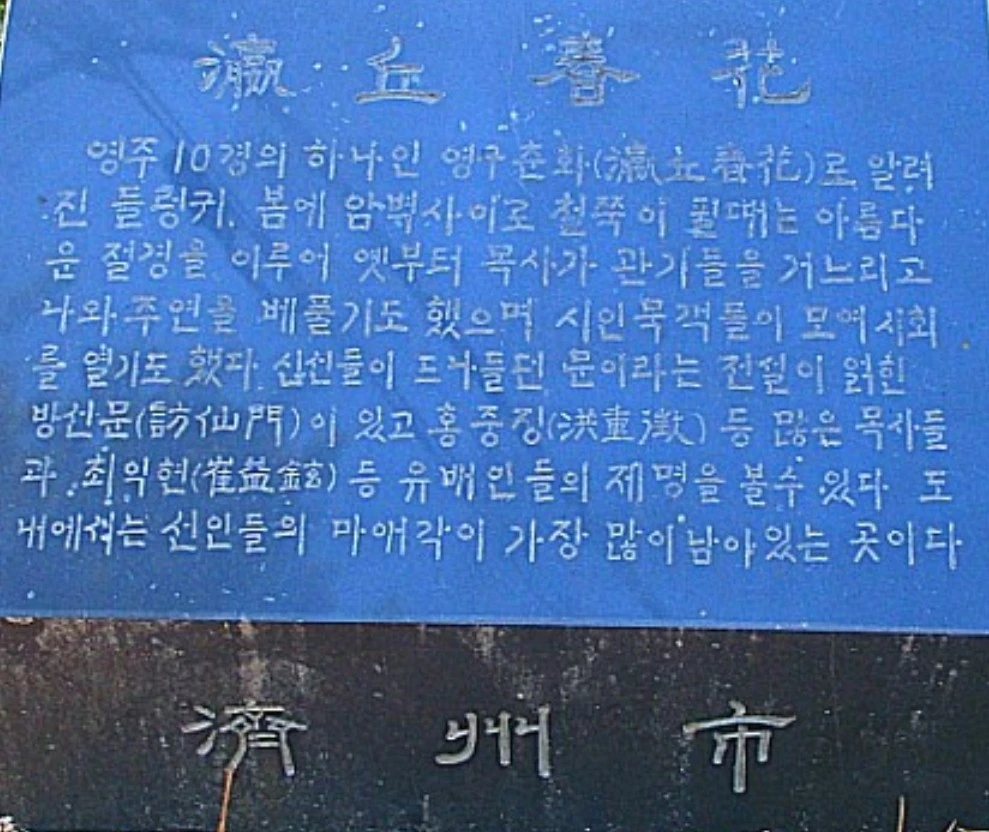 瀛丘春花
영주10경의 하나인 영구춘화(瀛丘春花)로 알려
진 들렁귀. 봄에 암벽사이로 철쭉이 필때는 아름다
운 절경을 이루어 옛부터 목사가 관기들을 거느리고
나와 주연을 베풀기도 했으며 시인묵객들이 모여 시회
를 열기도 했다. 신선들이 드나들던 문이라는 전설이 얽힌
방선문(訪仙門)이 있고 홍중징(洪重徵) 등 많은 목사들
과 최익현(崔益鉉) 등 유배인들의 제명을 볼수 있다 도
내에서는 선인들의 마애각이 가장 많이 남아있는 곳이다
濟州市